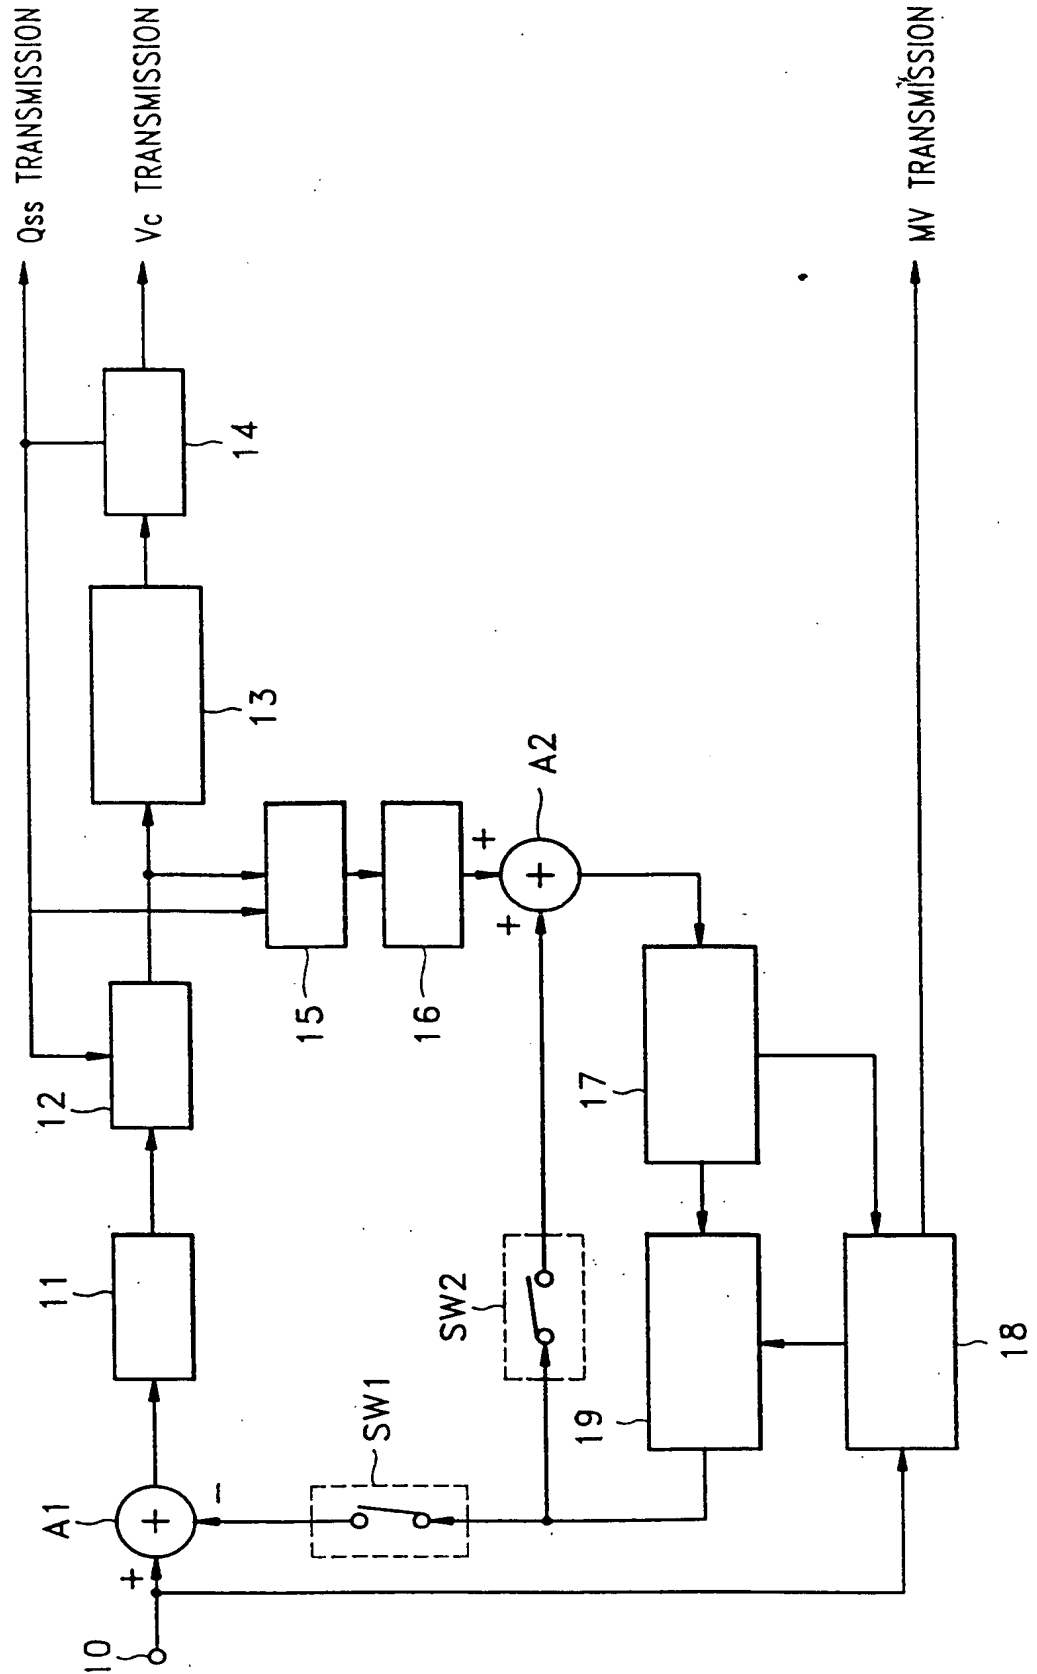 Qss TRANSMISSION
Vc TRANSMISSION
MV TRANSMISSION
10
+
A1
+
-
11
12
13
14
15
16
+
+
A2
+
SW1
SW2
17
18
19